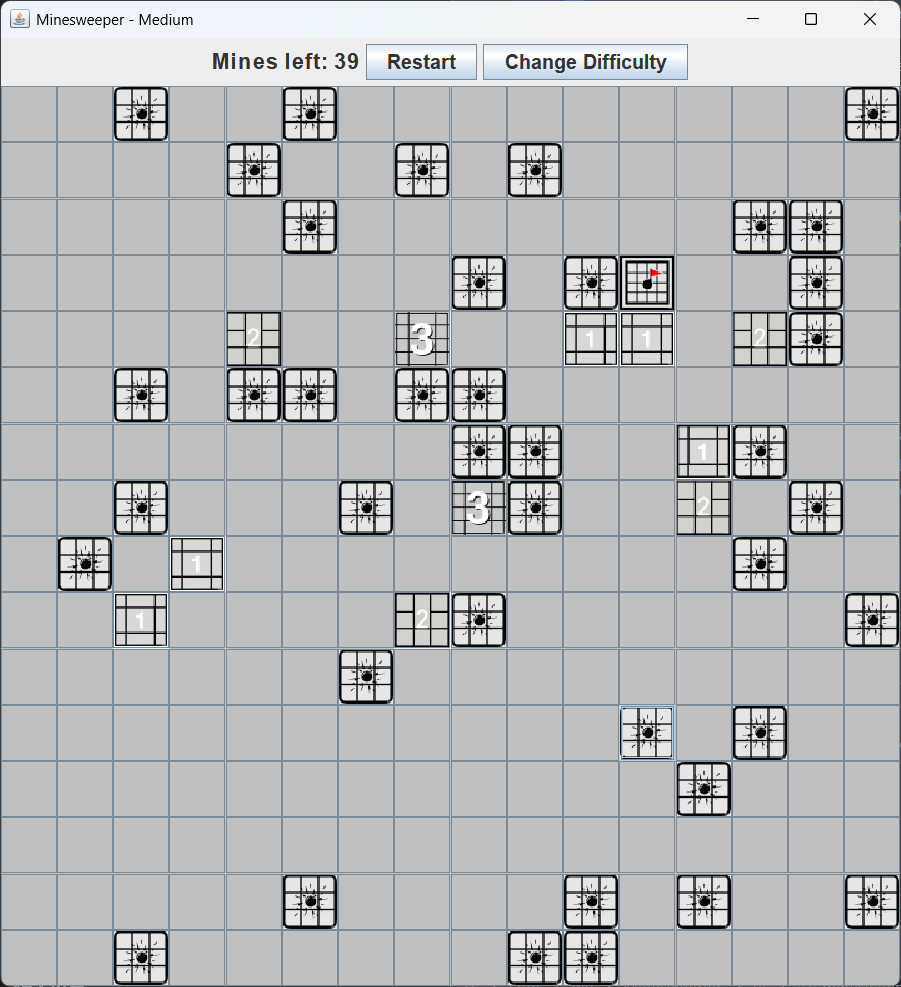 Minesweeper - Medium
Mines left: 39 Restart Change Difficulty
2 3 1 1 2
1
3 2
1
1 2